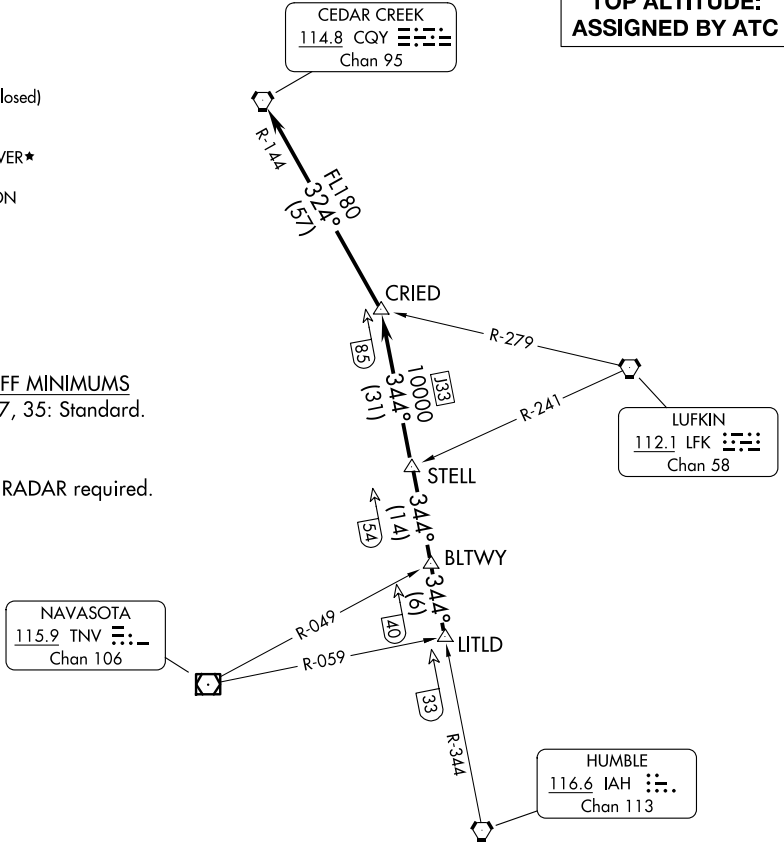 TOP ALTITUDE:
ASSIGNED BY ATC
CEDAR CREEK
114.8 CQY
Chan 95
losed)
VER★
ON
R-144
FL180
324°
(57)
CRIED
85
R-279
10000
344°
(31)
J33
R-241
FF MINIMUMS
7, 35: Standard.
LUFKIN
112.1 LFK
Chan 58
STELL
RADAR required.
344°
(14)
54
BLTWY
344°
(6)
40
NAVASOTA
115.9 TNV
Chan 106
R-049
R-059
LITLD
33
R-344
HUMBLE
116.6 IAH
Chan 113